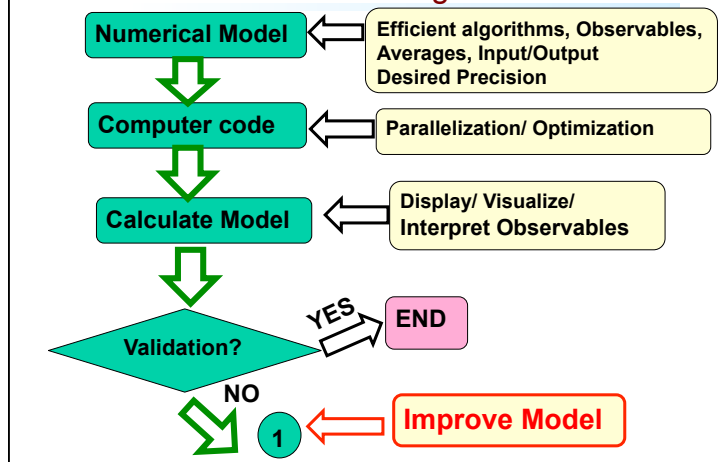 Numerical Model
Efficient algorithms, Observables,
Averages, Input/Output
Desired Precision
Computer code
Parallelization/ Optimization
Calculate Model
Display/ Visualize/
Interpret Observables
Validation?
YES
END
NO
1
Improve Model